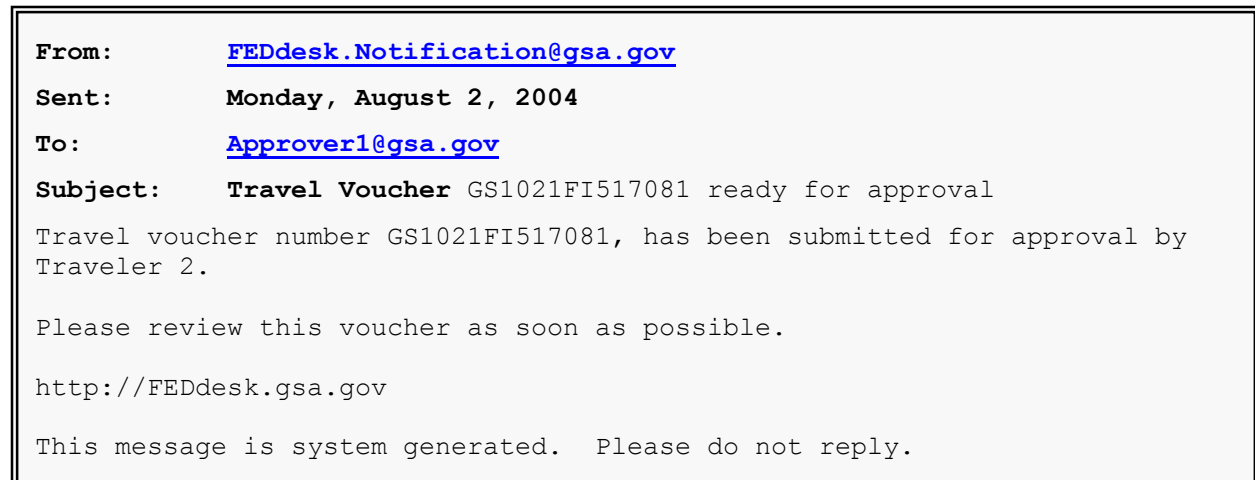 From: FEDdesk.Notification@gsa.gov
Sent: Monday, August 2, 2004
To: Approver1@gsa.gov
Subject: Travel Voucher GS1021FI517081 ready for approval
Travel voucher number GS1021FI517081, has been submitted for approval by
Traveler 2.
Please review this voucher as soon as possible.
http://FEDdesk.gsa.gov
This message is system generated. Please do not reply.